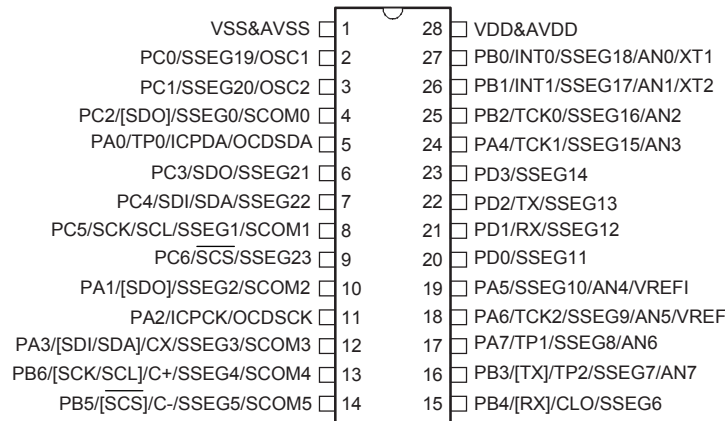 VSS&AVSS 1 28 VDD&AVDD
PC0/SSEG19/OSC1 2 27 PB0/INT0/SSEG18/AN0/XT1
PC1/SSEG20/OSC2 3 26 PB1/INT1/SSEG17/AN1/XT2
PC2/[SDO]/SSEG0/SCOM0 4 25 PB2/TCK0/SSEG16/AN2
PA0/TP0/ICPDA/OCDSDA 5 24 PA4/TCK1/SSEG15/AN3
PC3/SDO/SSEG21 6 23 PD3/SSEG14
PC4/SDI/SDA/SSEG22 7 22 PD2/TX/SSEG13
PC5/SCK/SCL/SSEG1/SCOM1 8 21 PD1/RX/SSEG12
PC6/S̅C̅S̅/SSEG23 9 20 PD0/SSEG11
PA1/[SDO]/SSEG2/SCOM2 10 19 PA5/SSEG10/AN4/VREFI
PA2/ICPCK/OCDSCK 11 18 PA6/TCK2/SSEG9/AN5/VREF
PA3/[SDI/SDA]/CX/SSEG3/SCOM3 12 17 PA7/TP1/SSEG8/AN6
PB6/[SCK/SCL]/C+/SSEG4/SCOM4 13 16 PB3/[TX]/TP2/SSEG7/AN7
PB5/[S̅C̅S̅]/C-/SSEG5/SCOM5 14 15 PB4/[RX]/CLO/SSEG6